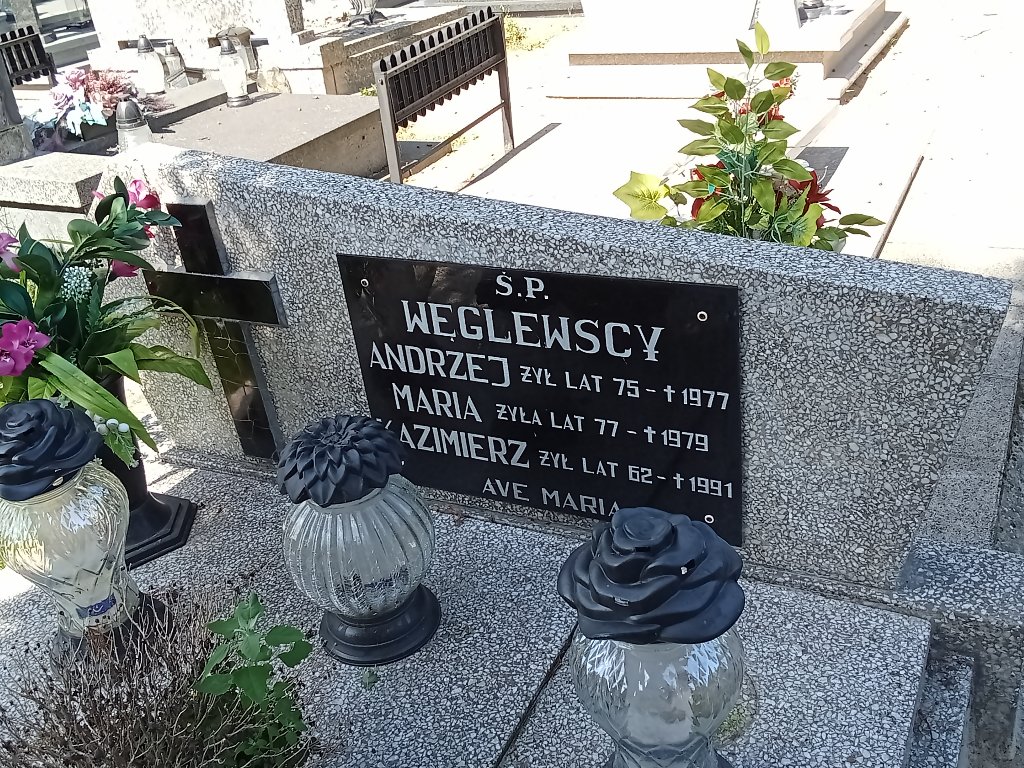 Ś.P.
WĘGLEWSCY
ANDRZEJ ŻYŁ LAT 75 - † 1977
MARIA ŻYŁA LAT 77 - † 1979
KAZIMIERZ ŻYŁ LAT 62 - † 1991
AVE MARIA